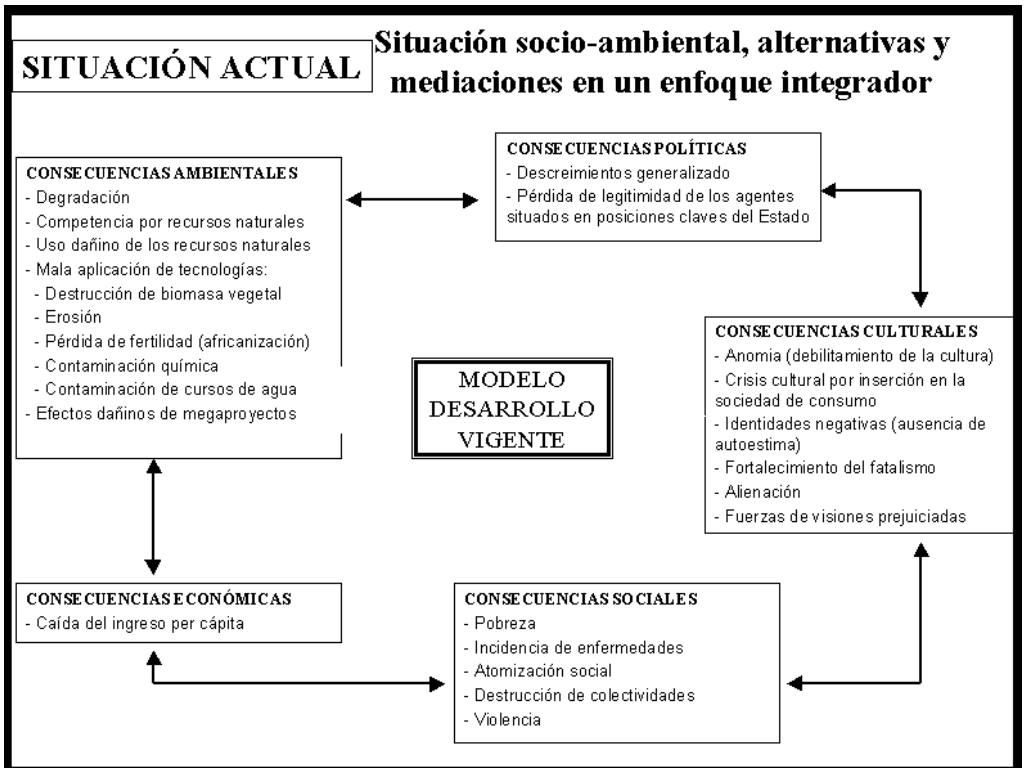 SITUACIÓN ACTUAL
Situación socio-ambiental, alternativas y
mediaciones en un enfoque integrador
CONSECUENCIAS AMBIENTALES
- Degradación
- Competencia por recursos naturales
- Uso dañino de los recursos naturales
- Mala aplicación de tecnologías:
- Destrucción de biomasa vegetal
- Erosión
- Pérdida de fertilidad (africanización)
- Contaminación química
- Contaminación de cursos de agua
- Efectos dañinos de megaproyectos
CONSECUENCIAS POLÍTICAS
- Descreimientos generalizado
- Pérdida de legitimidad de los agentes
situados en posiciones claves del Estado
CONSECUENCIAS CULTURALES
- Anomia (debilitamiento de la cultura)
- Crisis cultural por inserción en la
sociedad de consumo
- Identidades negativas (ausencia de
autoestima)
- Fortalecimiento del fatalismo
- Alienación
- Fuerzas de visiones prejuiciadas
MODELO
DESARROLLO
VIGENTE
CONSECUENCIAS ECONÓMICAS
- Caída del ingreso per cápita
CONSECUENCIAS SOCIALES
- Pobreza
- Incidencia de enfermedades
- Atomización social
- Destrucción de colectividades
- Violencia